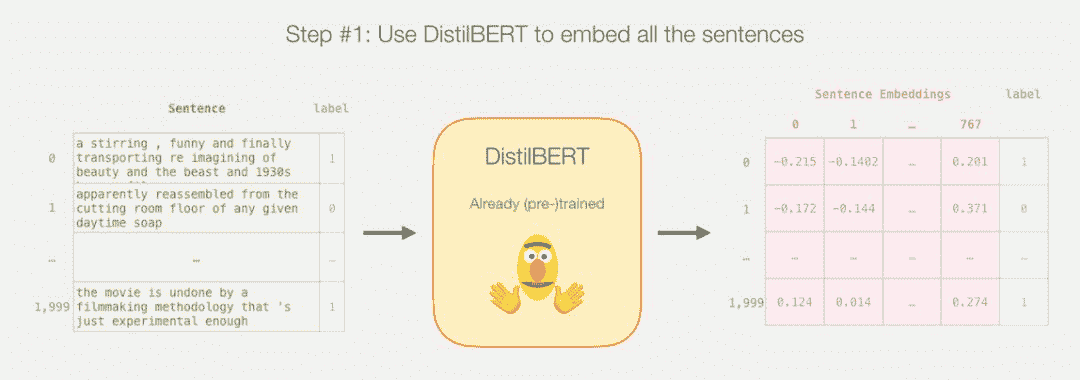 Step #1: Use DistilBERT to embed all the sentences
Sentence label
0 a stirring , funny and finally
transporting re imagining of
beauty and the beast and 1930s
1
1 apparently reassembled from the
cutting room floor of any given
daytime soap
0
… … …
1,999 the movie is undone by a
filmmaking methodology that 's
just experimental enough
1
DistilBERT
Already (pre-)trained
Sentence Embeddings label
0 1 … 767
0 -0.215 -0.1402 … 0.201 1
1 -0.172 -0.144 … 0.371 0
… … … … … …
1,999 0.124 0.014 … 0.274 1